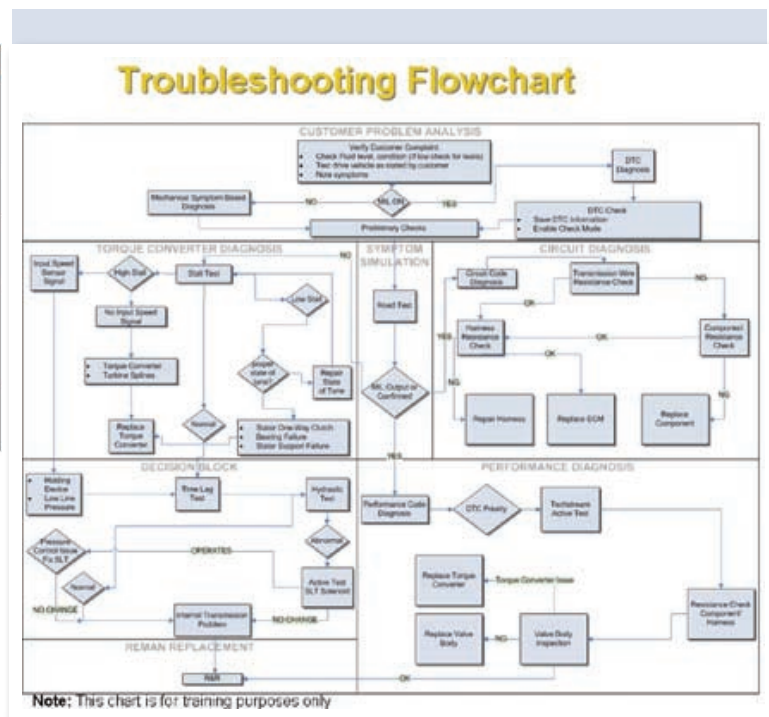 Troubleshooting Flowchart
CUSTOMER PROBLEM ANALYSIS
Verify Customer Complaint
• Check Fluid level, condition (if low check for leaks)
• Test drive vehicle as stated by customer
• Note symptoms
DTC
Diagnosis
Mechanical Symptom Based
Diagnosis
NO
MIL ON
YES
DTC Check
• Save DTC Information
• Enable Check Mode
Preliminary Checks
TORQUE CONVERTER DIAGNOSIS
NO
SYMPTOM
SIMULATION
CIRCUIT DIAGNOSIS
Input Speed
Sensor
Signal
High Stall
Stall Test
Circuit Code
Diagnosis
Transmission Wire
Resistance Check
NG
Low Stall
Road Test
OK
No Input Speed
Signal
YES
Harness
Resistance
Check
OK
Component
Resistance
Check
• Torque Converter
• Turbine Splines
Proper
state of
tune?
Repair
State
of Tune
MIL Output or
Confirmed
OK
NG
NG
Replace
Torque
Converter
Normal
• Stator One-Way Clutch
• Bearing Failure
• Stator Support Failure
Repair Harness
Replace ECM
Replace
Component
YES
DECISION BLOCK
PERFORMANCE DIAGNOSIS
• Holding
Device
• Low Line
Pressure
Time Lag
Test
Hydraulic
Test
Performance Code
Diagnosis
DTC Priority
Techstream
Active Test
Pressure
Control Issue
Fix SLT
OPERATES
Abnormal
Normal
Active Test
SLT Solenoid
Replace Torque
Converter
Torque Converter Issue
Resistance Check
Component/
Harness
NO CHANGE
Internal Transmission
Problem
NO CHANGE
Replace Valve
Body
NG
Valve Body
Inspection
REMAN REPLACEMENT
R&R
OK
Note: This chart is for training purposes only